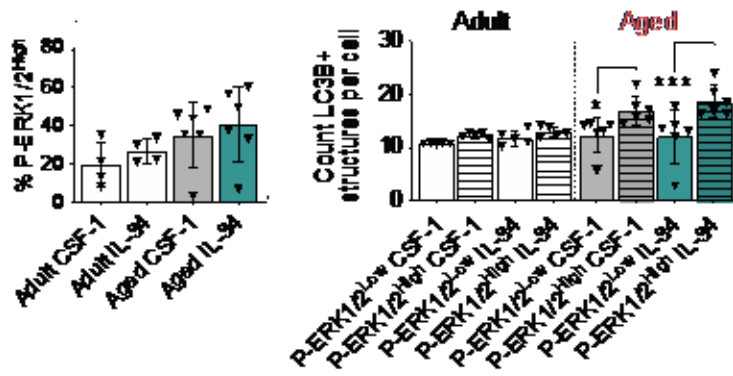 % P-ERK1/2High
80
60
40
20
0
Adult CSF-1
Adult IL-34
Aged CSF-1
Aged IL-34
Adult
Aged
Count LC3B+
structures per cell
30
20
10
0
*
***
P-ERK1/2Low CSF-1
P-ERK1/2High CSF-1
P-ERK1/2Low IL-34
P-ERK1/2High IL-34
P-ERK1/2Low CSF-1
P-ERK1/2High CSF-1
P-ERK1/2Low IL-34
P-ERK1/2High IL-34